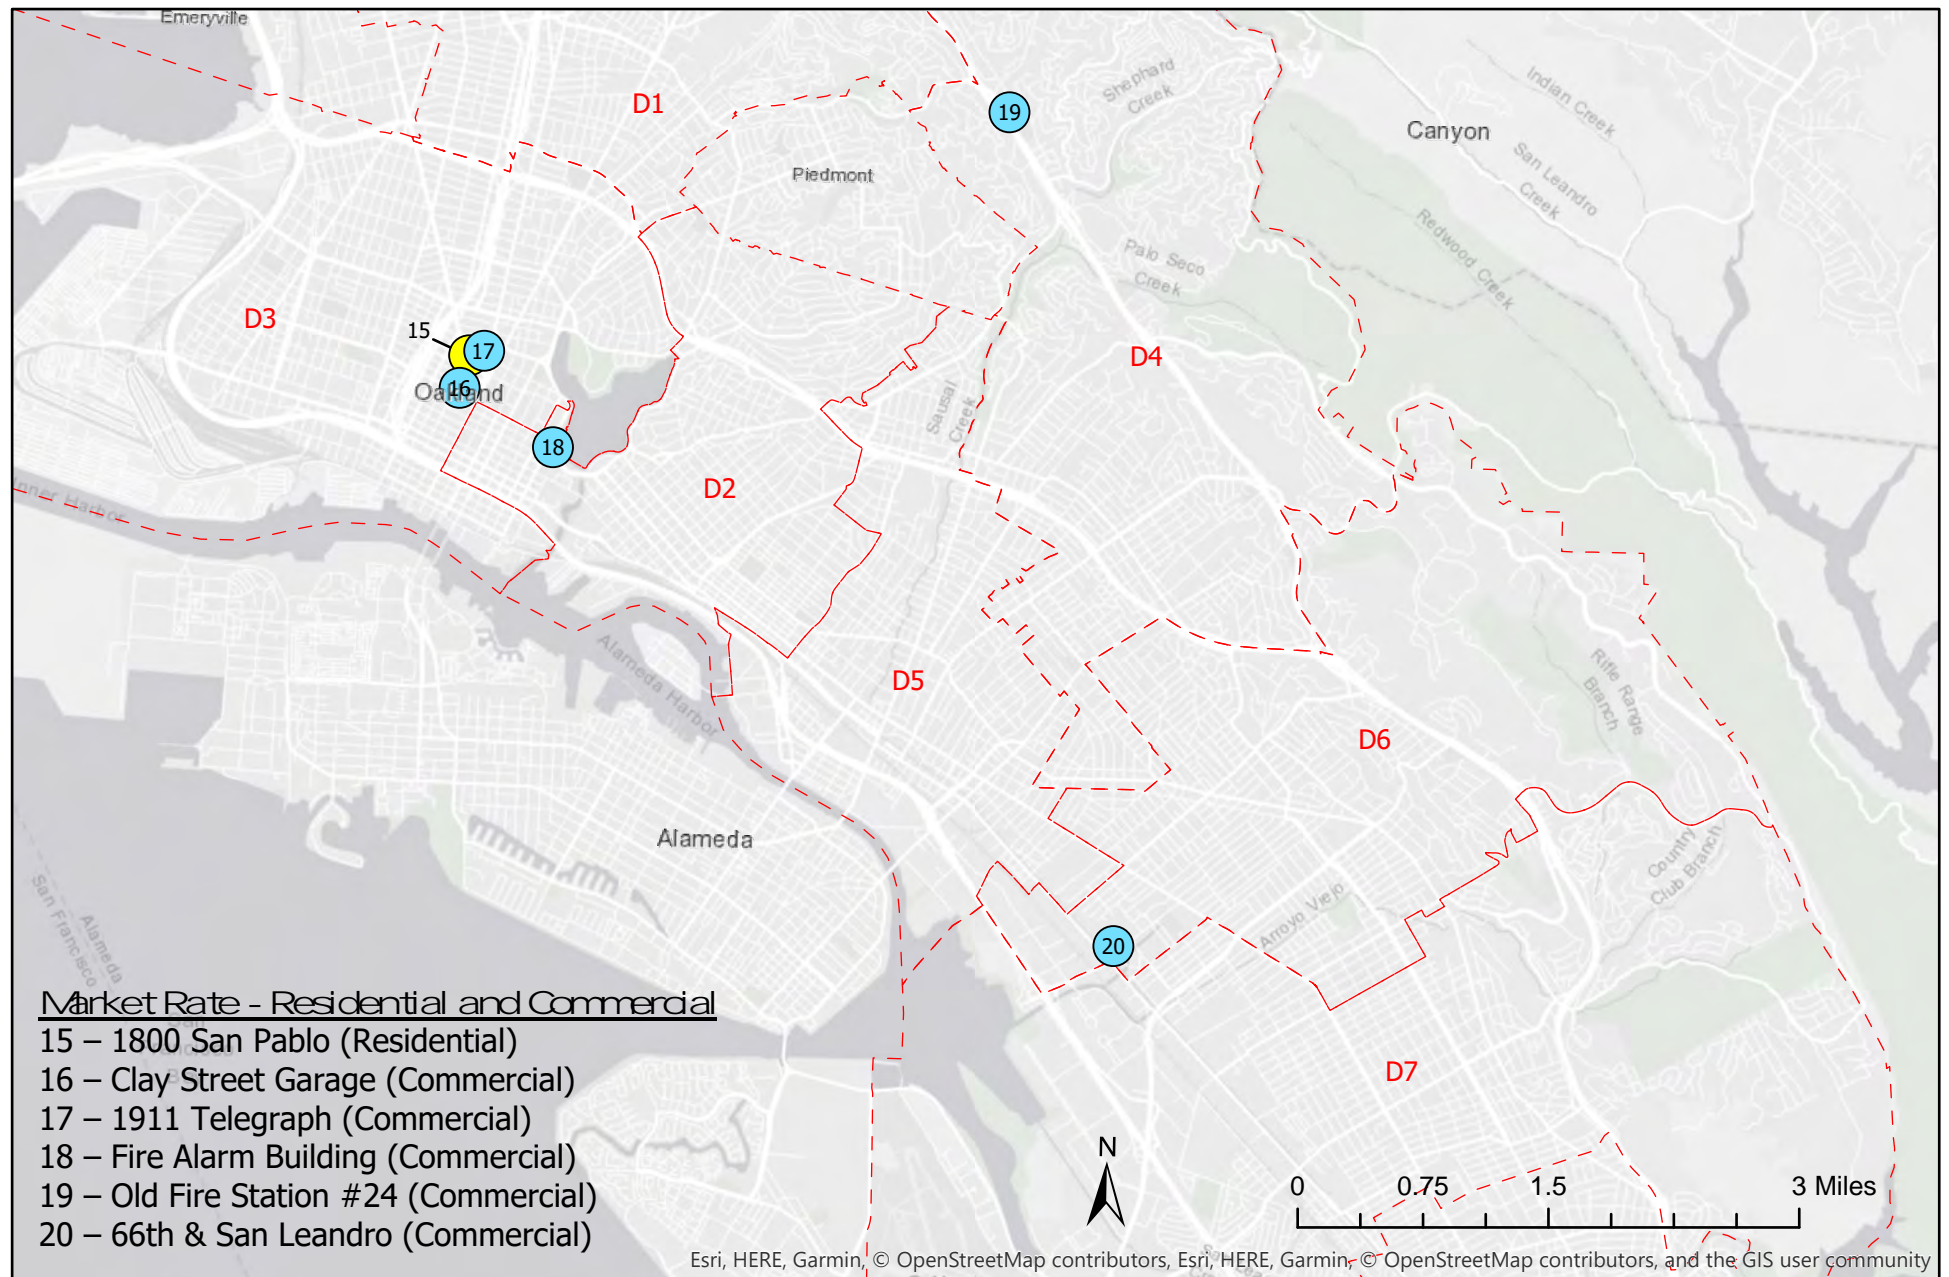 Emeryville
D1
19
Shephard
Creek
Indian Creek
Canyon
San Leandro
Creek
Piedmont
Redwood Creek
Palo Seco
Creek
D3
15
17
D4
16
Oakland
Sausal
Creek
18
D2
Inner Harbor
Alameda Harbor
D5
Rifle Range
Branch
D6
Alameda
Country
Club Branch
Alameda
San Francisco
Arroyo Viejo
20
Market Rate - Residential and Commercial
15 – 1800 San Pablo (Residential)
16 – Clay Street Garage (Commercial)
17 – 1911 Telegraph (Commercial)
18 – Fire Alarm Building (Commercial)
19 – Old Fire Station #24 (Commercial)
20 – 66th & San Leandro (Commercial)
D7
N
0 0.75 1.5 3 Miles
Esri, HERE, Garmin, © OpenStreetMap contributors, Esri, HERE, Garmin, © OpenStreetMap contributors, and the GIS user community